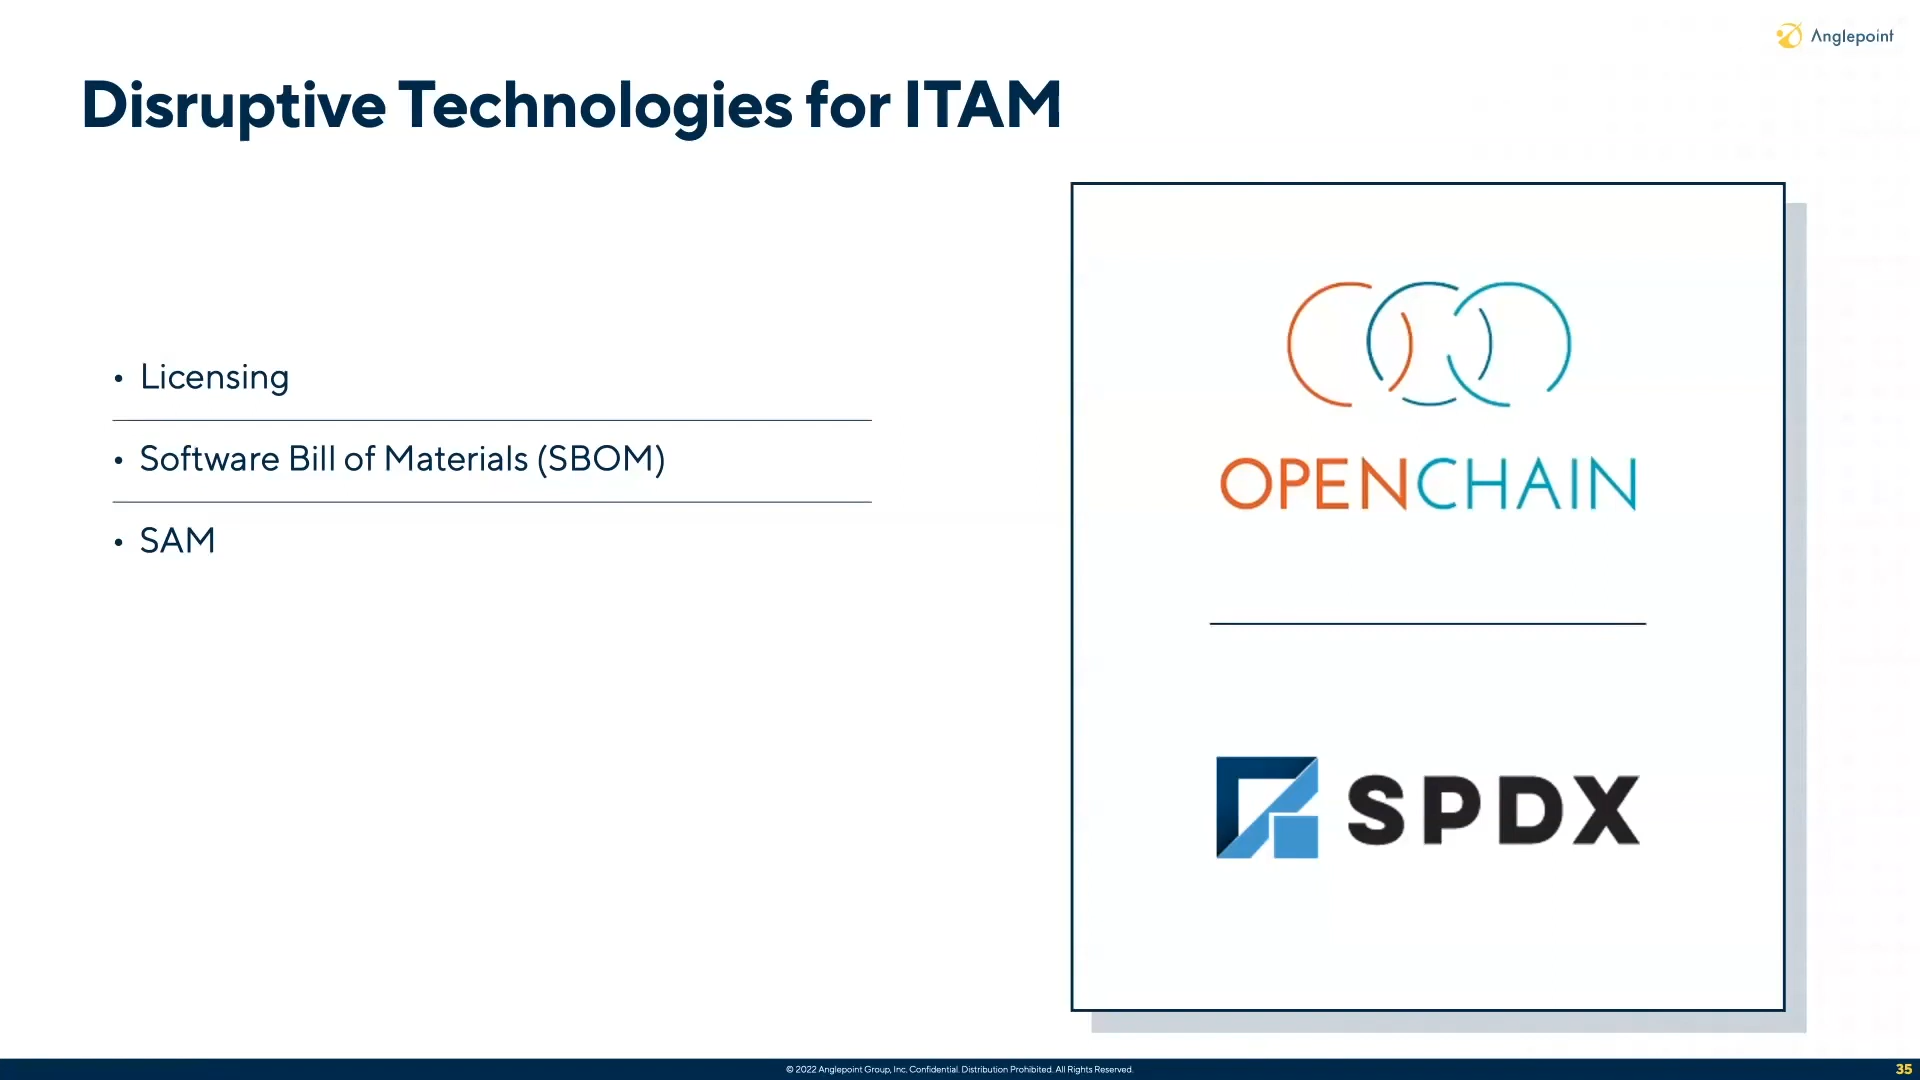 Anglepoint
Disruptive Technologies for ITAM
• Licensing
• Software Bill of Materials (SBOM)
• SAM
OPENCHAIN
SPDX
© 2022 Anglepoint Group, Inc. Confidential. Distribution Prohibited. All Rights Reserved.
35